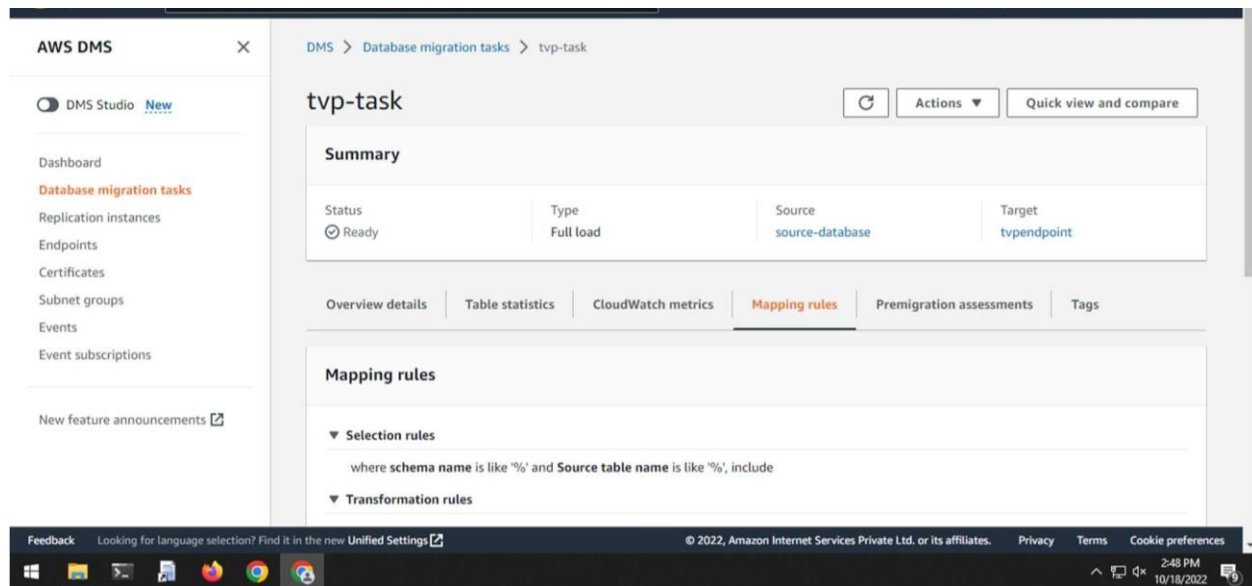 AWS DMS
DMS Studio New
Dashboard
Database migration tasks
Replication instances
Endpoints
Certificates
Subnet groups
Events
Event subscriptions
New feature announcements
DMS > Database migration tasks > tvp-task
tvp-task
Actions
Quick view and compare
Summary
Status
Ready
Type
Full load
Source
source-database
Target
tvpendpoint
Overview details
Table statistics
CloudWatch metrics
Mapping rules
Premigration assessments
Tags
Mapping rules
Selection rules
where schema name is like '%' and Source table name is like '%', include
Transformation rules
Feedback Looking for language selection? Find it in the new Unified Settings
© 2022, Amazon Internet Services Private Ltd. or its affiliates. Privacy Terms Cookie preferences
2:48 PM
10/18/2022